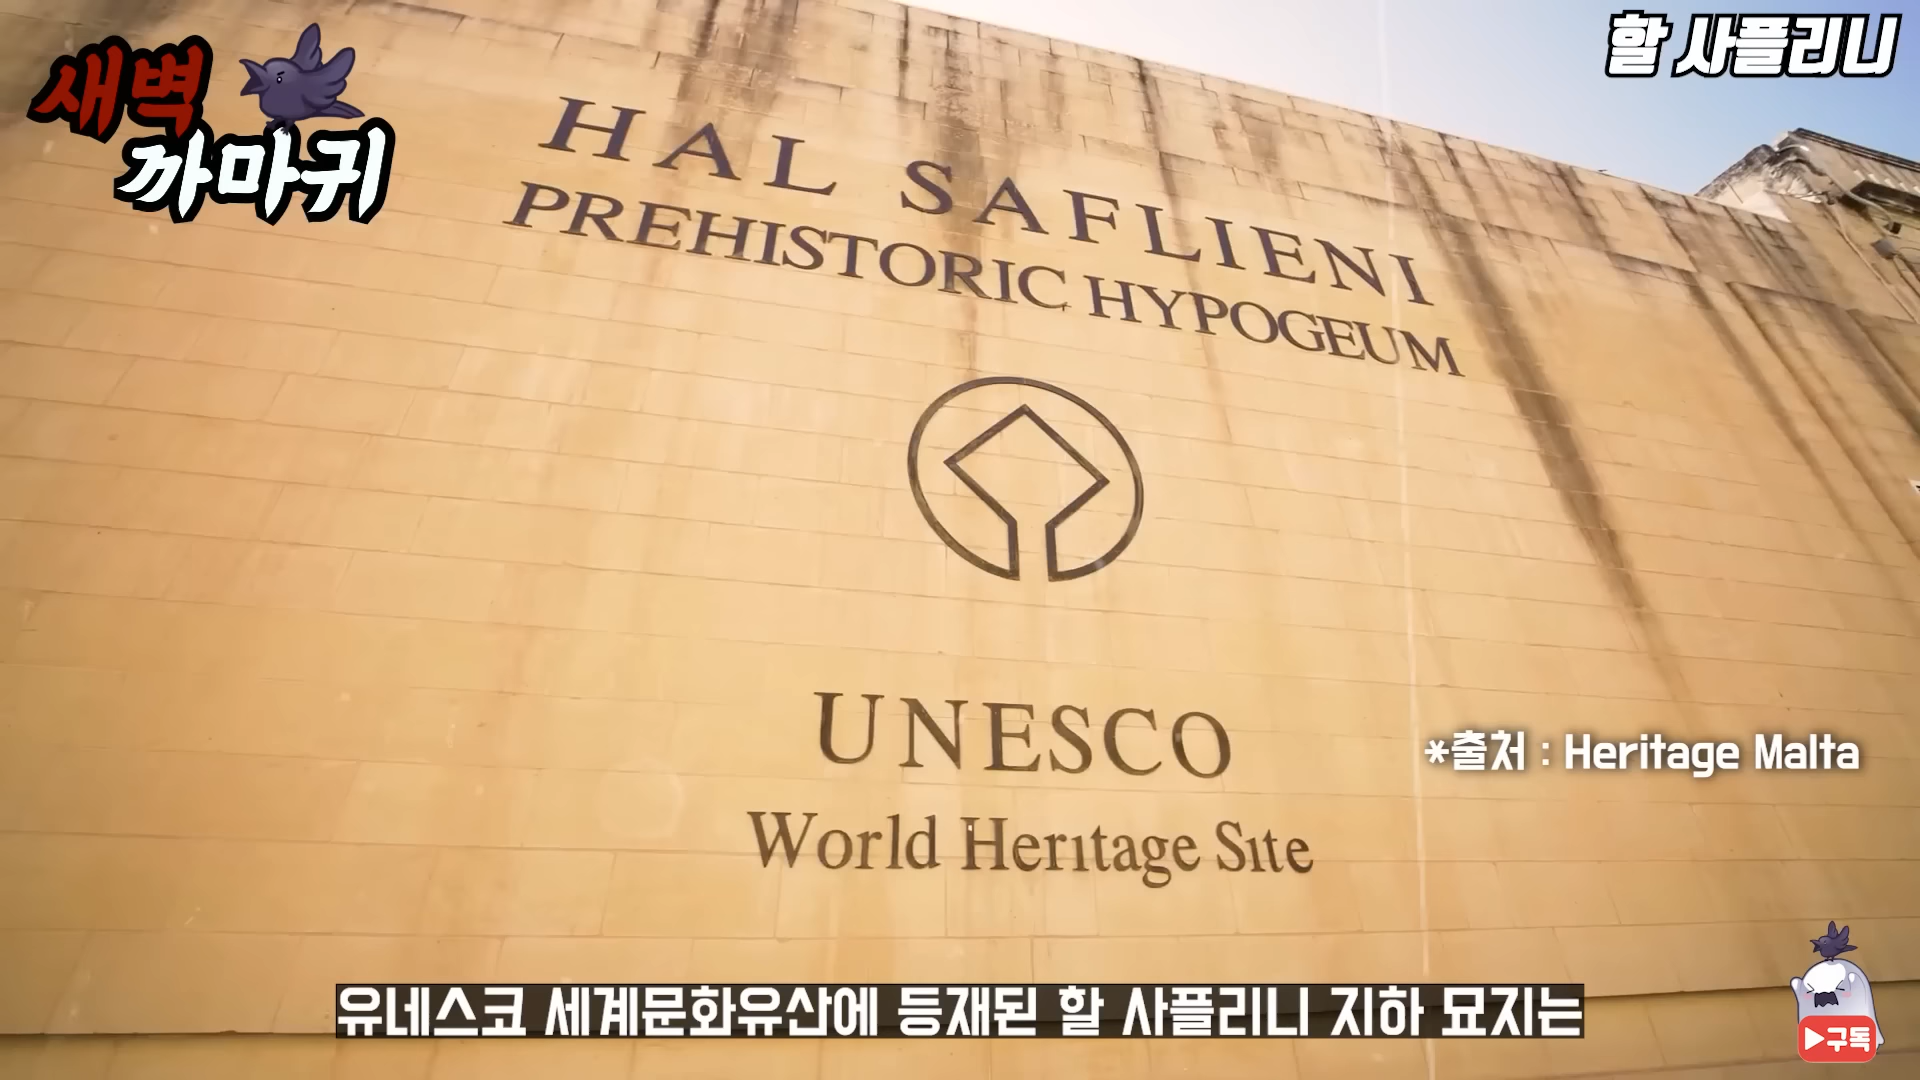 새벽
까마귀
할 사플리니
HAL SAFLIENI
PREHISTORIC HYPOGEUM
UNESCO
World Heritage Site
*출처 : Heritage Malta
유네스코 세계문화유산에 등재된 할 사플리니 지하 묘지는
구독